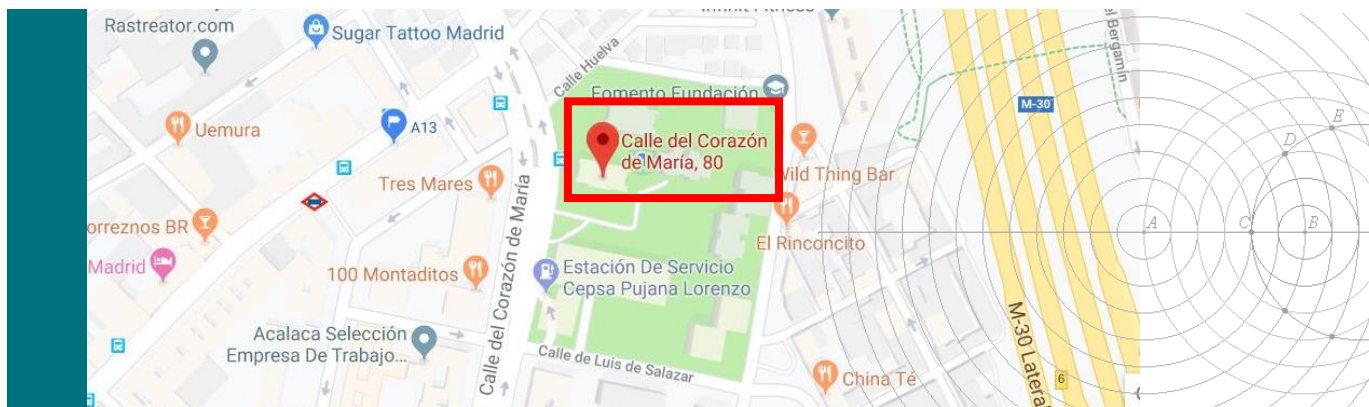 Rastreator.com
Sugar Tattoo Madrid
Calle Huelva
Fomento Fundación
M-30
el Bergamín
Uemura
A13
Calle del Corazón
de María, 80
Tres Mares
Wild Thing Bar
E
D
A
C
B
orreznos BR
Madrid
100 Montaditos
Calle del Corazón de María
Estación De Servicio
Cepsa Pujana Lorenzo
El Rinconcito
Acalaca Selección
Empresa De Trabajo...
Calle de Luis de Salazar
China Té
M-30 Latera
6